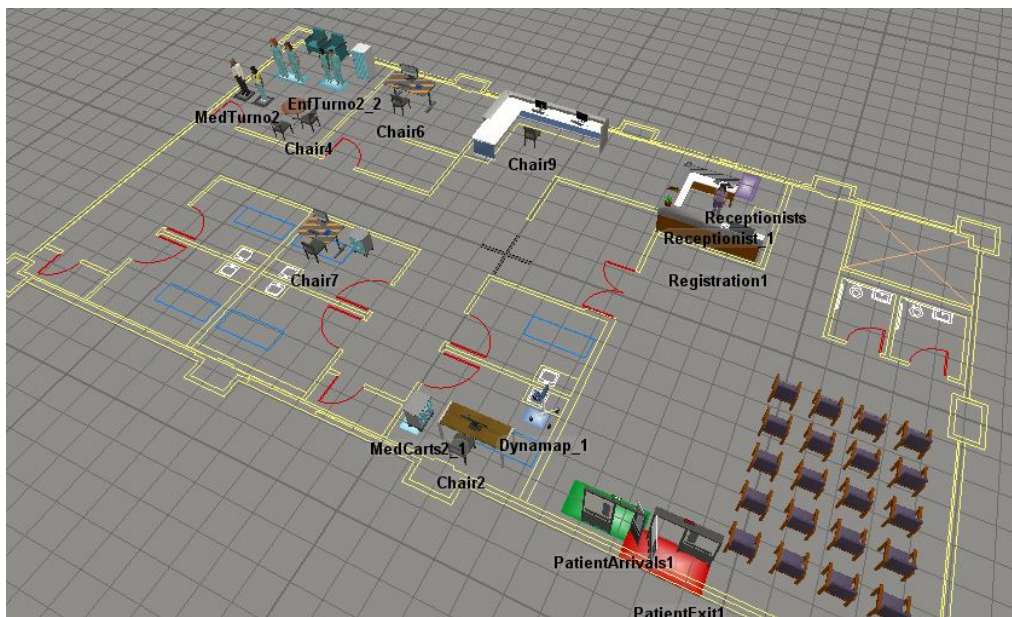 EnfTurno2_2
MedTurno2
Chair6
Chair4
Chair9
Receptionists
Receptionist_1
Registration1
Chair7
MedCarts2_1
Dynamap_1
Chair2
PatientArrivals1
PatientExit1